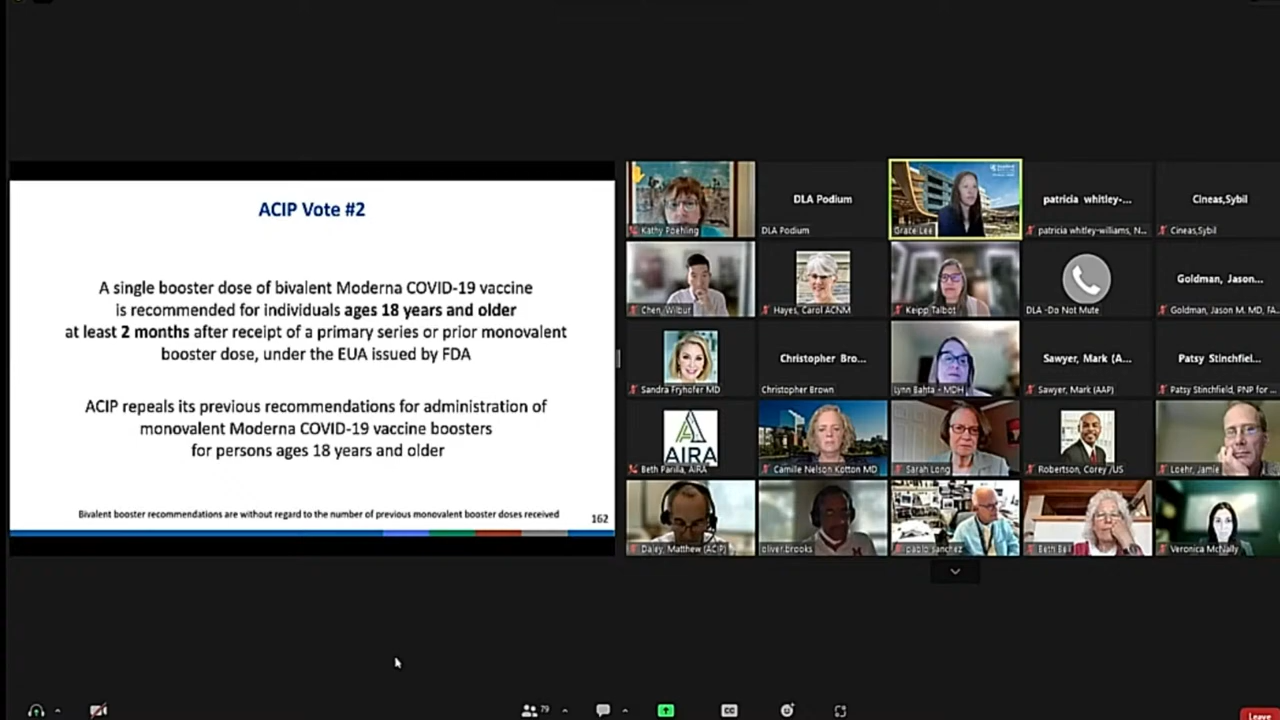 ACIP Vote #2
A single booster dose of bivalent Moderna COVID-19 vaccine
is recommended for individuals ages 18 years and older
at least 2 months after receipt of a primary series or prior monovalent
booster dose, under the EUA issued by FDA
ACIP repeals its previous recommendations for administration of
monovalent Moderna COVID-19 vaccine boosters
for persons ages 18 years and older
Bivalent booster recommendations are without regard to the number of previous monovalent booster doses received
162
Kathy Poehling
DLA Podium
DLA Podium
Grace Lee
patricia whitley-...
patricia whitley-williams, N...
Cineas,Sybil
Cineas,Sybil
Chen, Wilbur
Hayes, Carol ACNM
Keipp Talbot
DLA -Do Not Mute
Goldman, Jason...
Goldman, Jason M. MD, FA...
Sandra Fryhofer MD
Christopher Bro...
Christopher Brown
Lynn Bahta - MDH
Sawyer, Mark (A...
Sawyer, Mark (AAP)
Patsy Stinchfiel...
Patsy Stinchfield, PNP for ...
AIRA
Beth Parilla, AIRA
Camille Nelson Kotton MD
Sarah Long
Robertson, Corey /US
Loehr, Jamie
Daley, Matthew (ACIP)
oliver.brooks
pablo sanchez
Beth Bell
Veronica McNally
79
CC
Leave